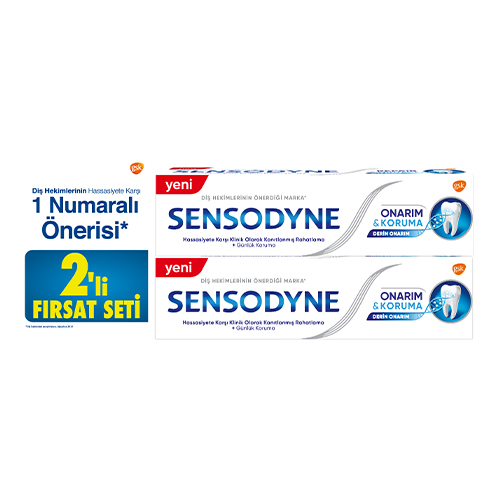 gsk
Diş Hekimlerinin Hassasiyete Karşı
1 Numaralı
Önerisi*
2'li
FIRSAT SETİ
yeni
DİŞ HEKİMLERİNİN ÖNERDİĞİ MARKA*
SENSODYNE
Hassasiyete Karşı Klinik Olarak Kanıtlanmış Rahatlama
+ Günlük Koruma
ONARIM
& KORUMA
DERİN ONARIM
gsk
yeni
DİŞ HEKİMLERİNİN ÖNERDİĞİ MARKA*
SENSODYNE
Hassasiyete Karşı Klinik Olarak Kanıtlanmış Rahatlama
+ Günlük Koruma
ONARIM
& KORUMA
DERİN ONARIM
gsk